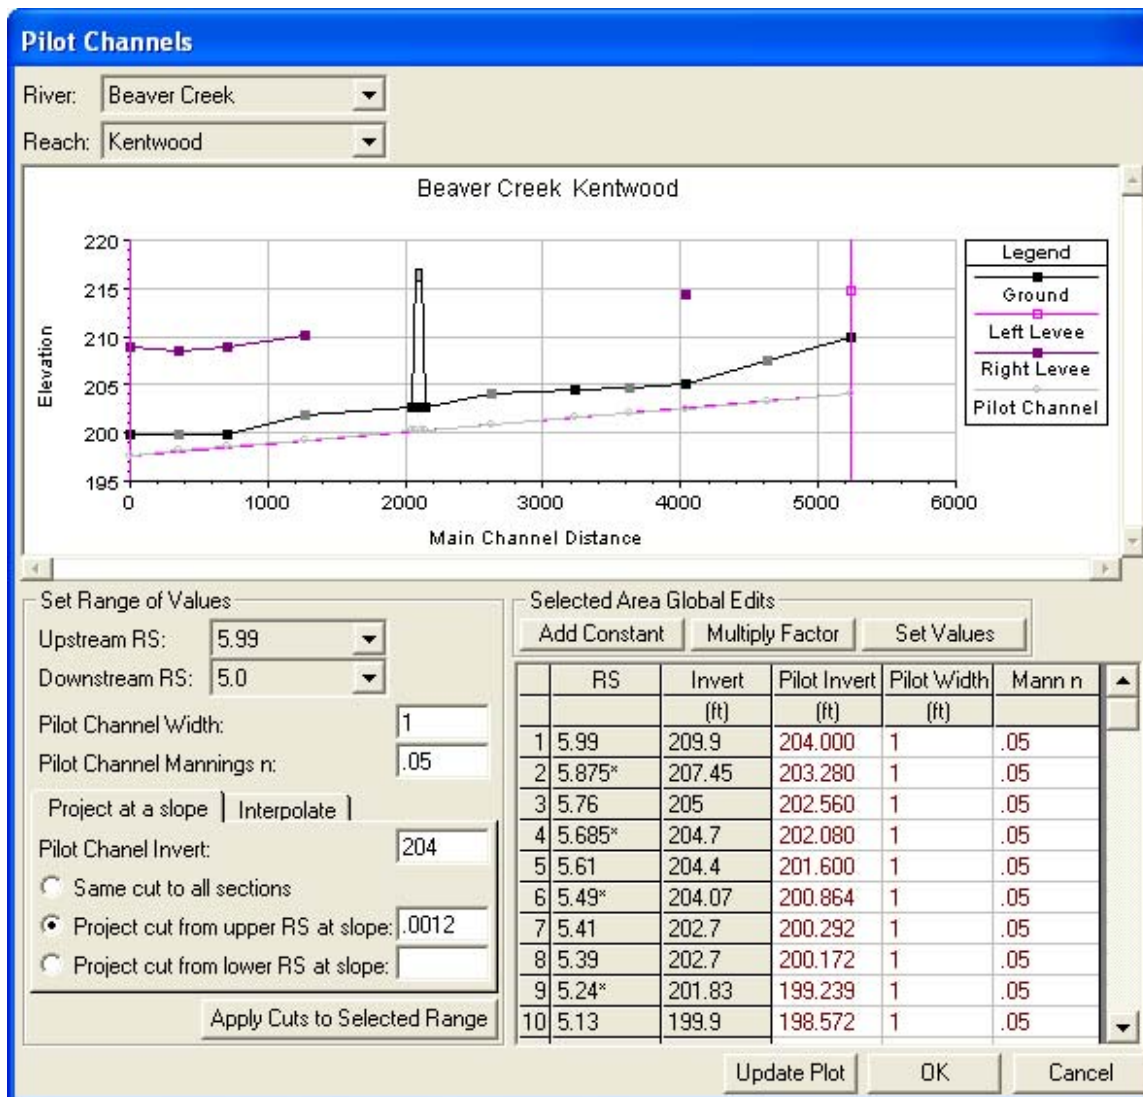 Pilot Channels
River: Beaver Creek
Reach: Kentwood
Beaver Creek Kentwood
220
215
210
205
200
195
Elevation
0 1000 2000 3000 4000 5000 6000
Main Channel Distance
Legend
Ground
Left Levee
Right Levee
Pilot Channel
Set Range of Values
Upstream RS: 5.99
Downstream RS: 5.0
Pilot Channel Width: 1
Pilot Channel Mannings n: .05
Project at a slope Interpolate
Pilot Chanel Invert: 204
Same cut to all sections
Project cut from upper RS at slope: .0012
Project cut from lower RS at slope:
Apply Cuts to Selected Range
Selected Area Global Edits
Add Constant Multiply Factor Set Values
RS Invert Pilot Invert Pilot Width Mann n
(ft) (ft) (ft)
1 5.99 209.9 204.000 1 .05
2 5.875* 207.45 203.280 1 .05
3 5.76 205 202.560 1 .05
4 5.685* 204.7 202.080 1 .05
5 5.61 204.4 201.600 1 .05
6 5.49* 204.07 200.864 1 .05
7 5.41 202.7 200.292 1 .05
8 5.39 202.7 200.172 1 .05
9 5.24* 201.83 199.239 1 .05
10 5.13 199.9 198.572 1 .05
Update Plot OK Cancel